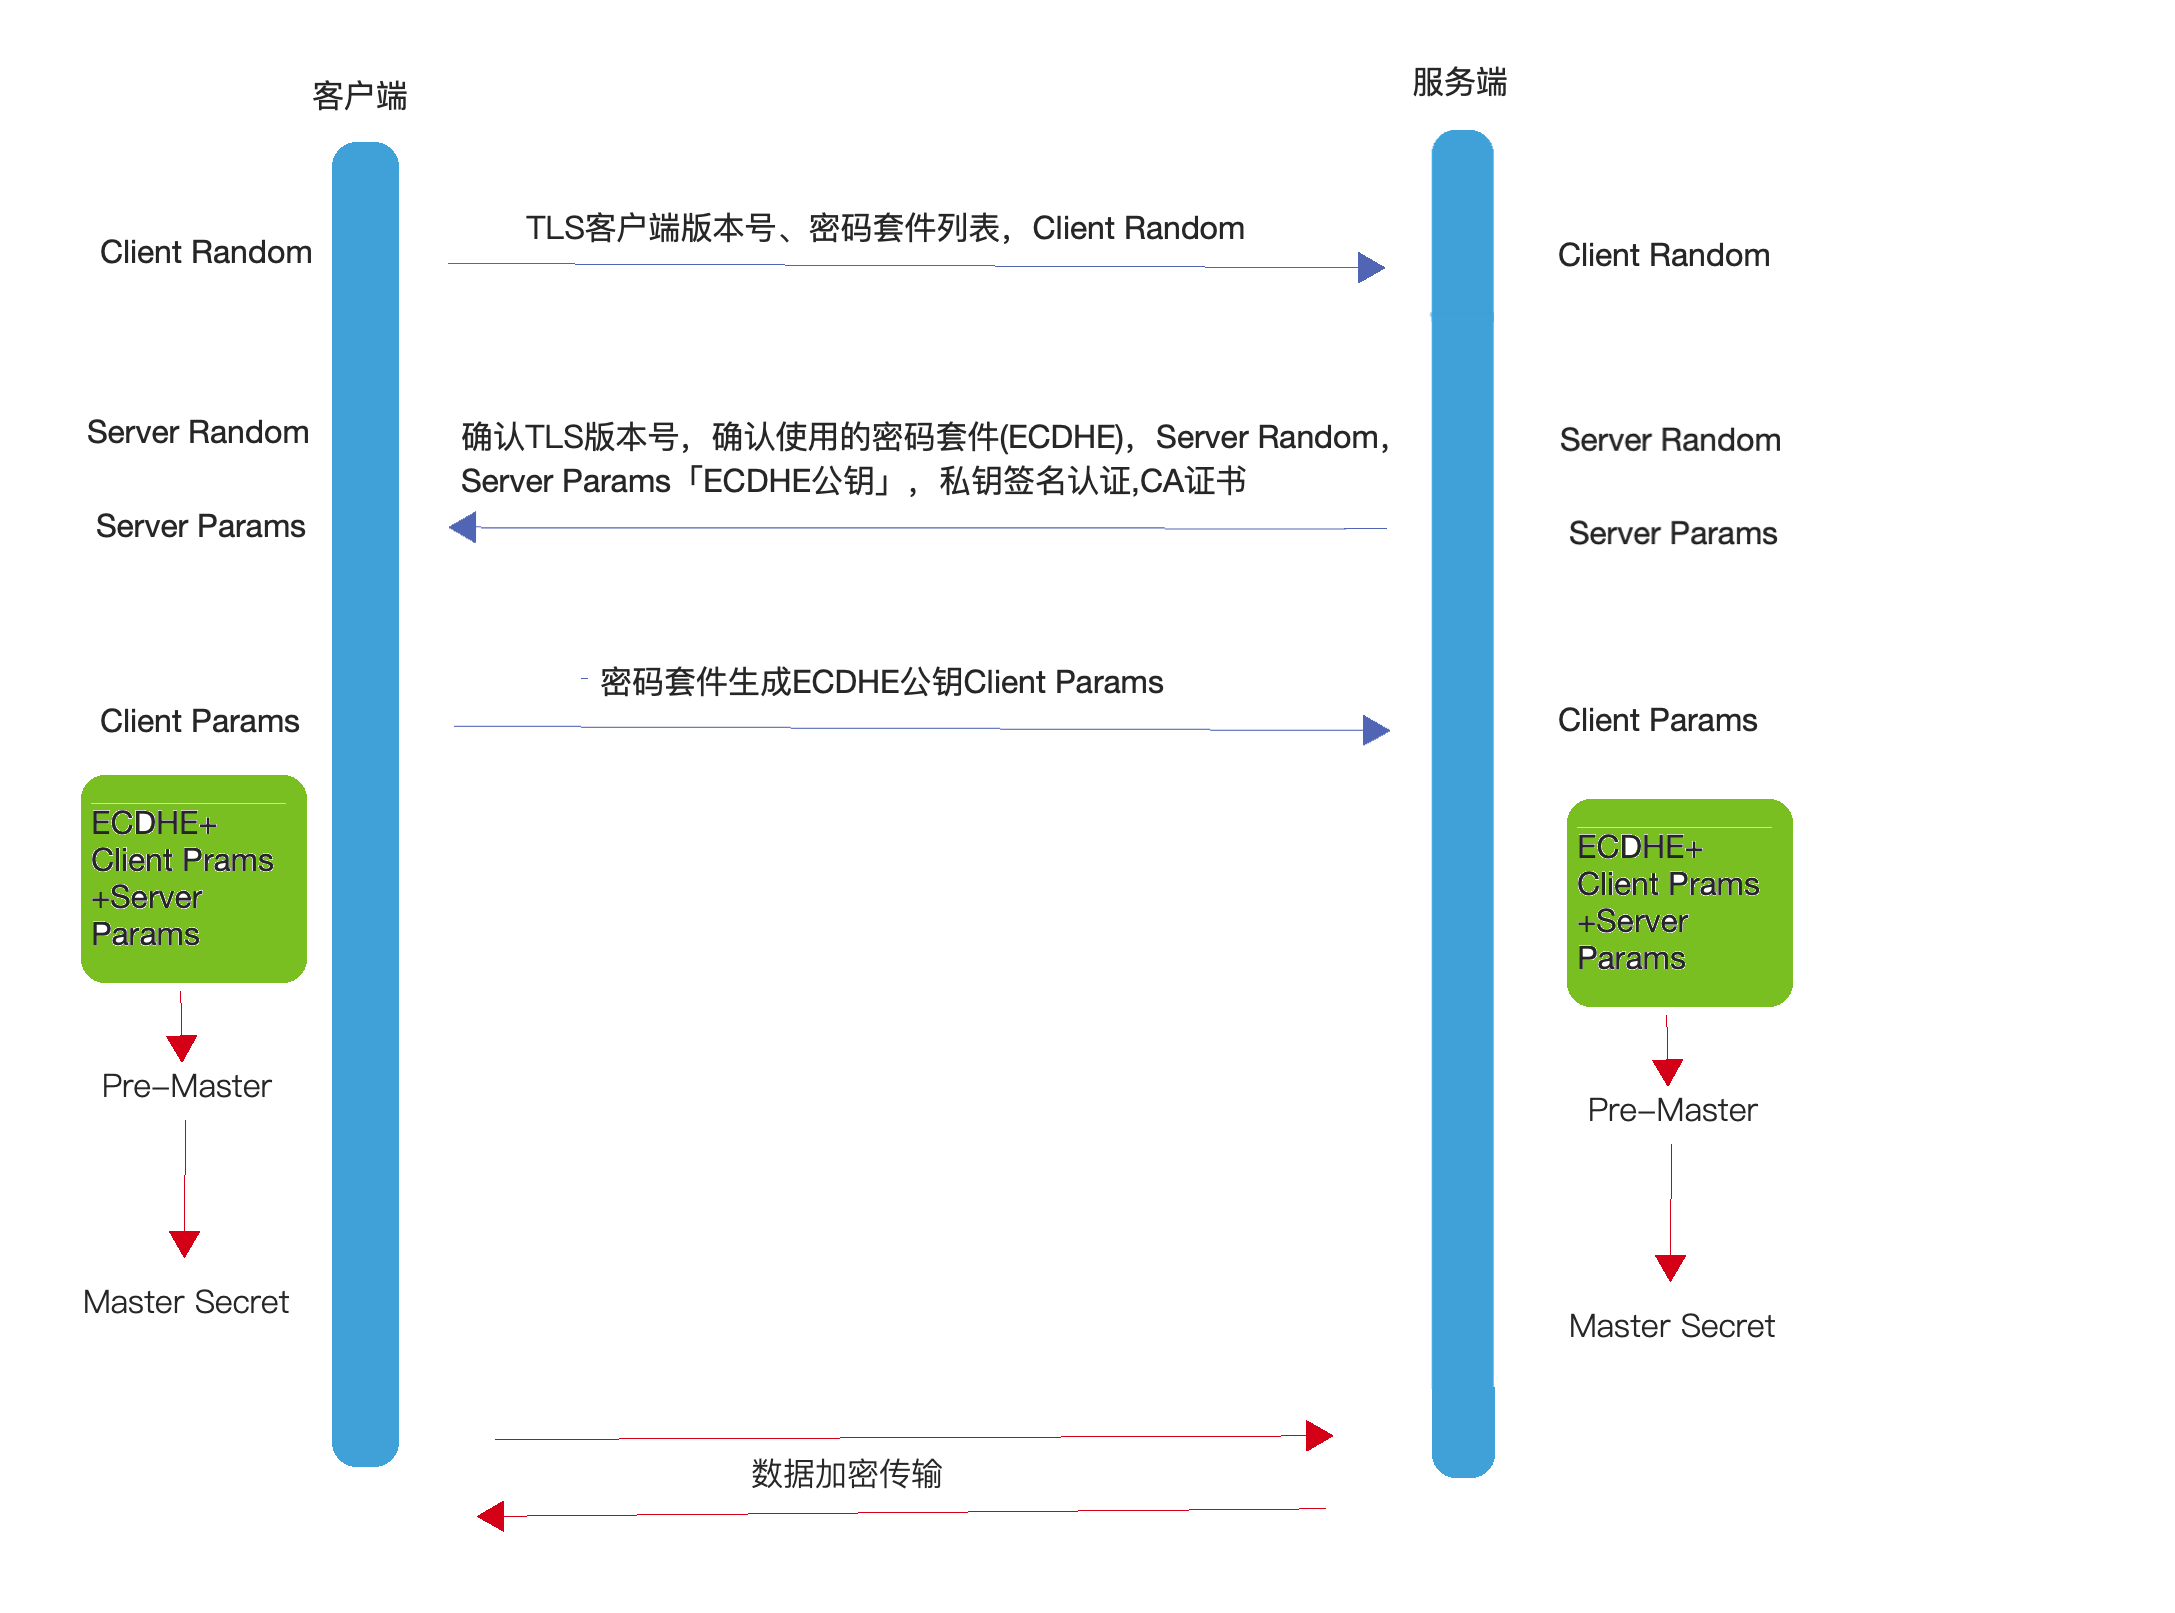 客户端
服务端
Client Random
TLS客户端版本号、密码套件列表，Client Random
Client Random
Server Random
确认TLS版本号，确认使用的密码套件(ECDHE)，Server Random，
Server Params「ECDHE公钥」，私钥签名认证,CA证书
Server Random
Server Params
Server Params
密码套件生成ECDHE公钥Client Params
Client Params
Client Params
ECDHE+
Client Prams
+Server
Params
ECDHE+
Client Prams
+Server
Params
Pre-Master
Pre-Master
Master Secret
Master Secret
数据加密传输